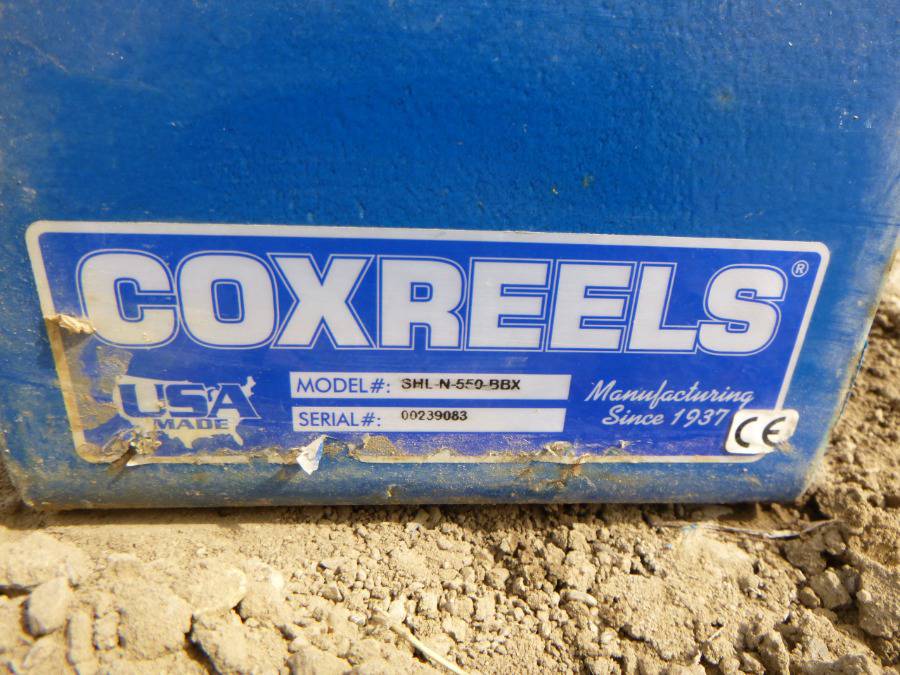 COXREELS®
USA
MADE
MODEL#: SHL-N-550-BBX
SERIAL#: 00239083
Manufacturing
Since 1937
CE